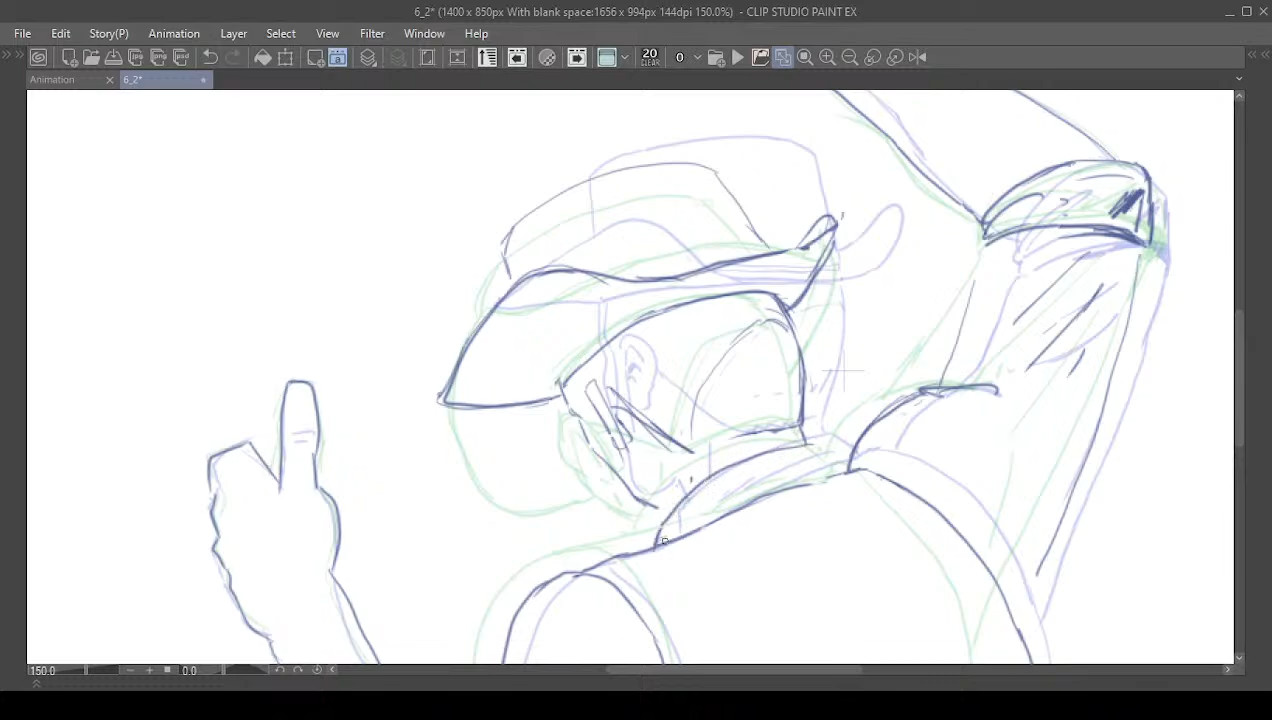 6_2* (1400 x 850px With blank space:1656 x 994px 144dpi 150.0%) - CLIP STUDIO PAINT EX
File Edit Story(P) Animation Layer Select View Filter Window Help
20 CLEAR 0
Animation 6_2*
150.0 0.0